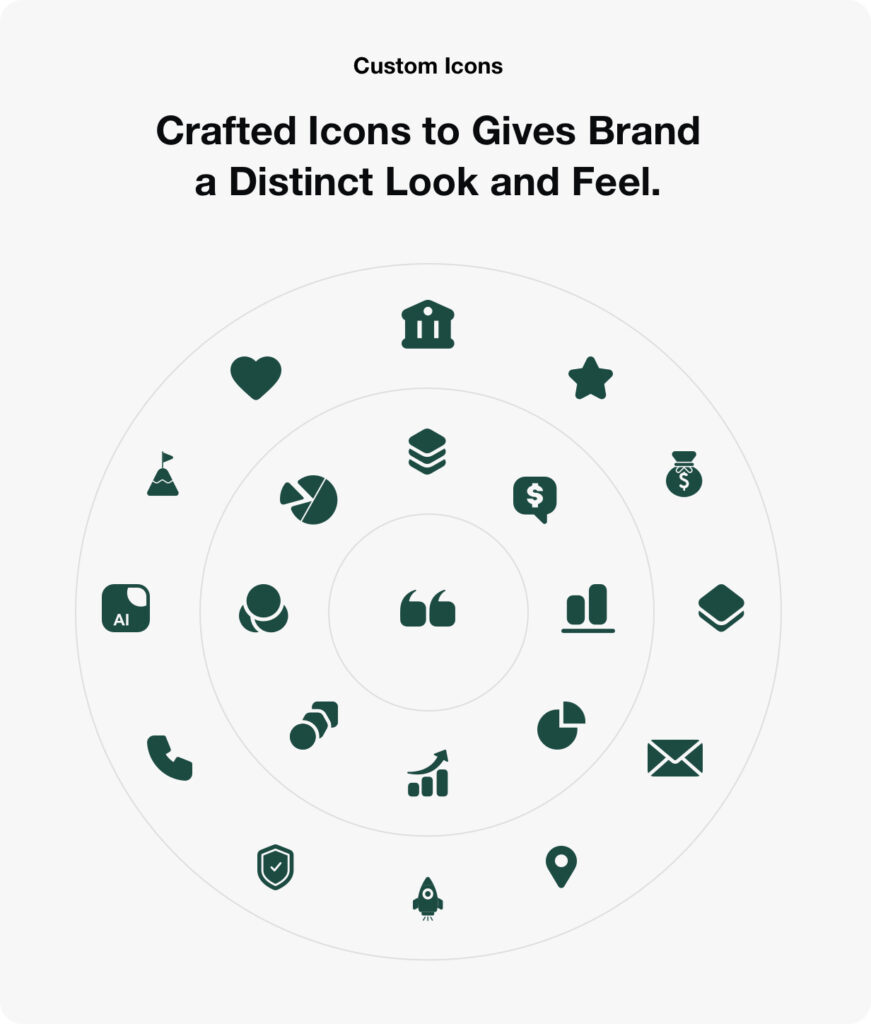 Custom Icons
Crafted Icons to Gives Brand
a Distinct Look and Feel.
$
$
AI